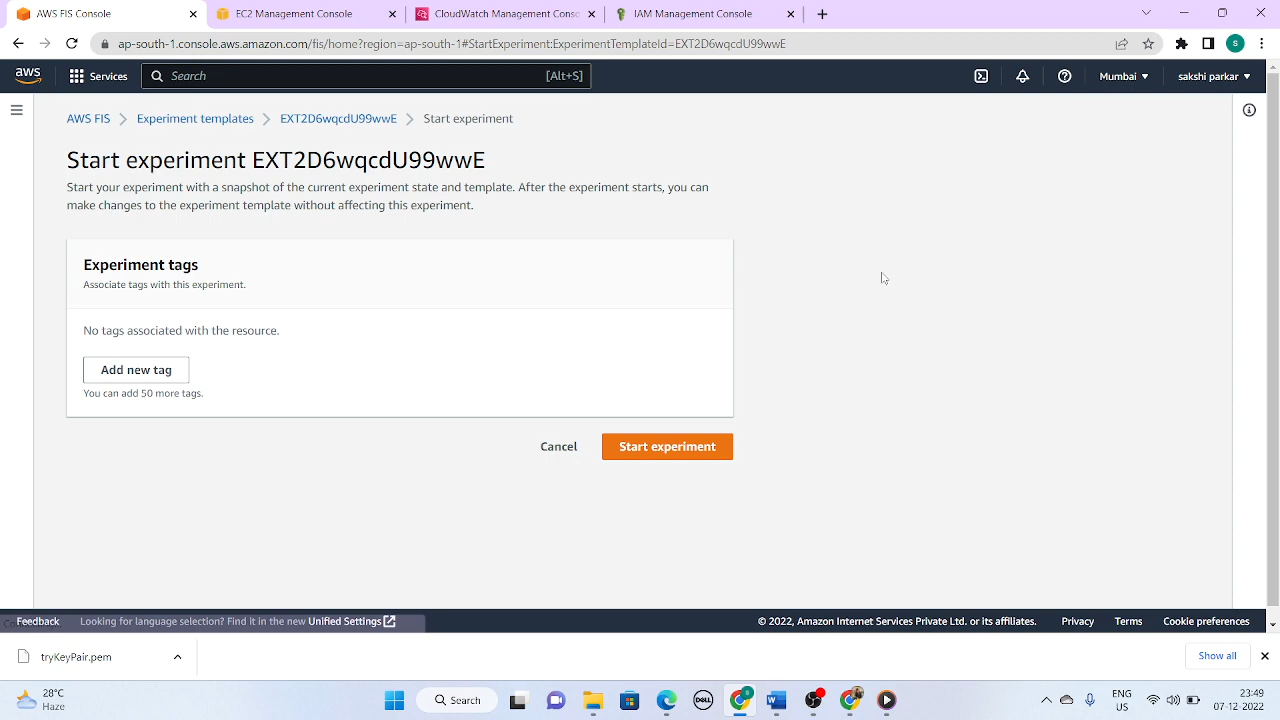 AWS FIS Console
EC2 Management Console
CloudWatch Management Consc
IAM Management Console
ap-south-1.console.aws.amazon.com/fis/home?region=ap-south-1#StartExperiment:ExperimentTemplateId=EXT2D6wqcdU99wwE
S
aws
Services
Search
[Alt+S]
Mumbai
sakshi parkar
AWS FIS
Experiment templates
EXT2D6wqcdU99wwE
Start experiment
Start experiment EXT2D6wqcdU99wwE
Start your experiment with a snapshot of the current experiment state and template. After the experiment starts, you can
make changes to the experiment template without affecting this experiment.
Experiment tags
Associate tags with this experiment.
No tags associated with the resource.
Add new tag
You can add 50 more tags.
Cancel
Start experiment
Feedback
Looking for language selection? Find it in the new Unified Settings
© 2022, Amazon Internet Services Private Ltd. or its affiliates.
Privacy
Terms
Cookie preferences
tryKeyPair.pem
Show all
28°C
Haze
Search
DELL
ENG
US
23:49
07-12-2022